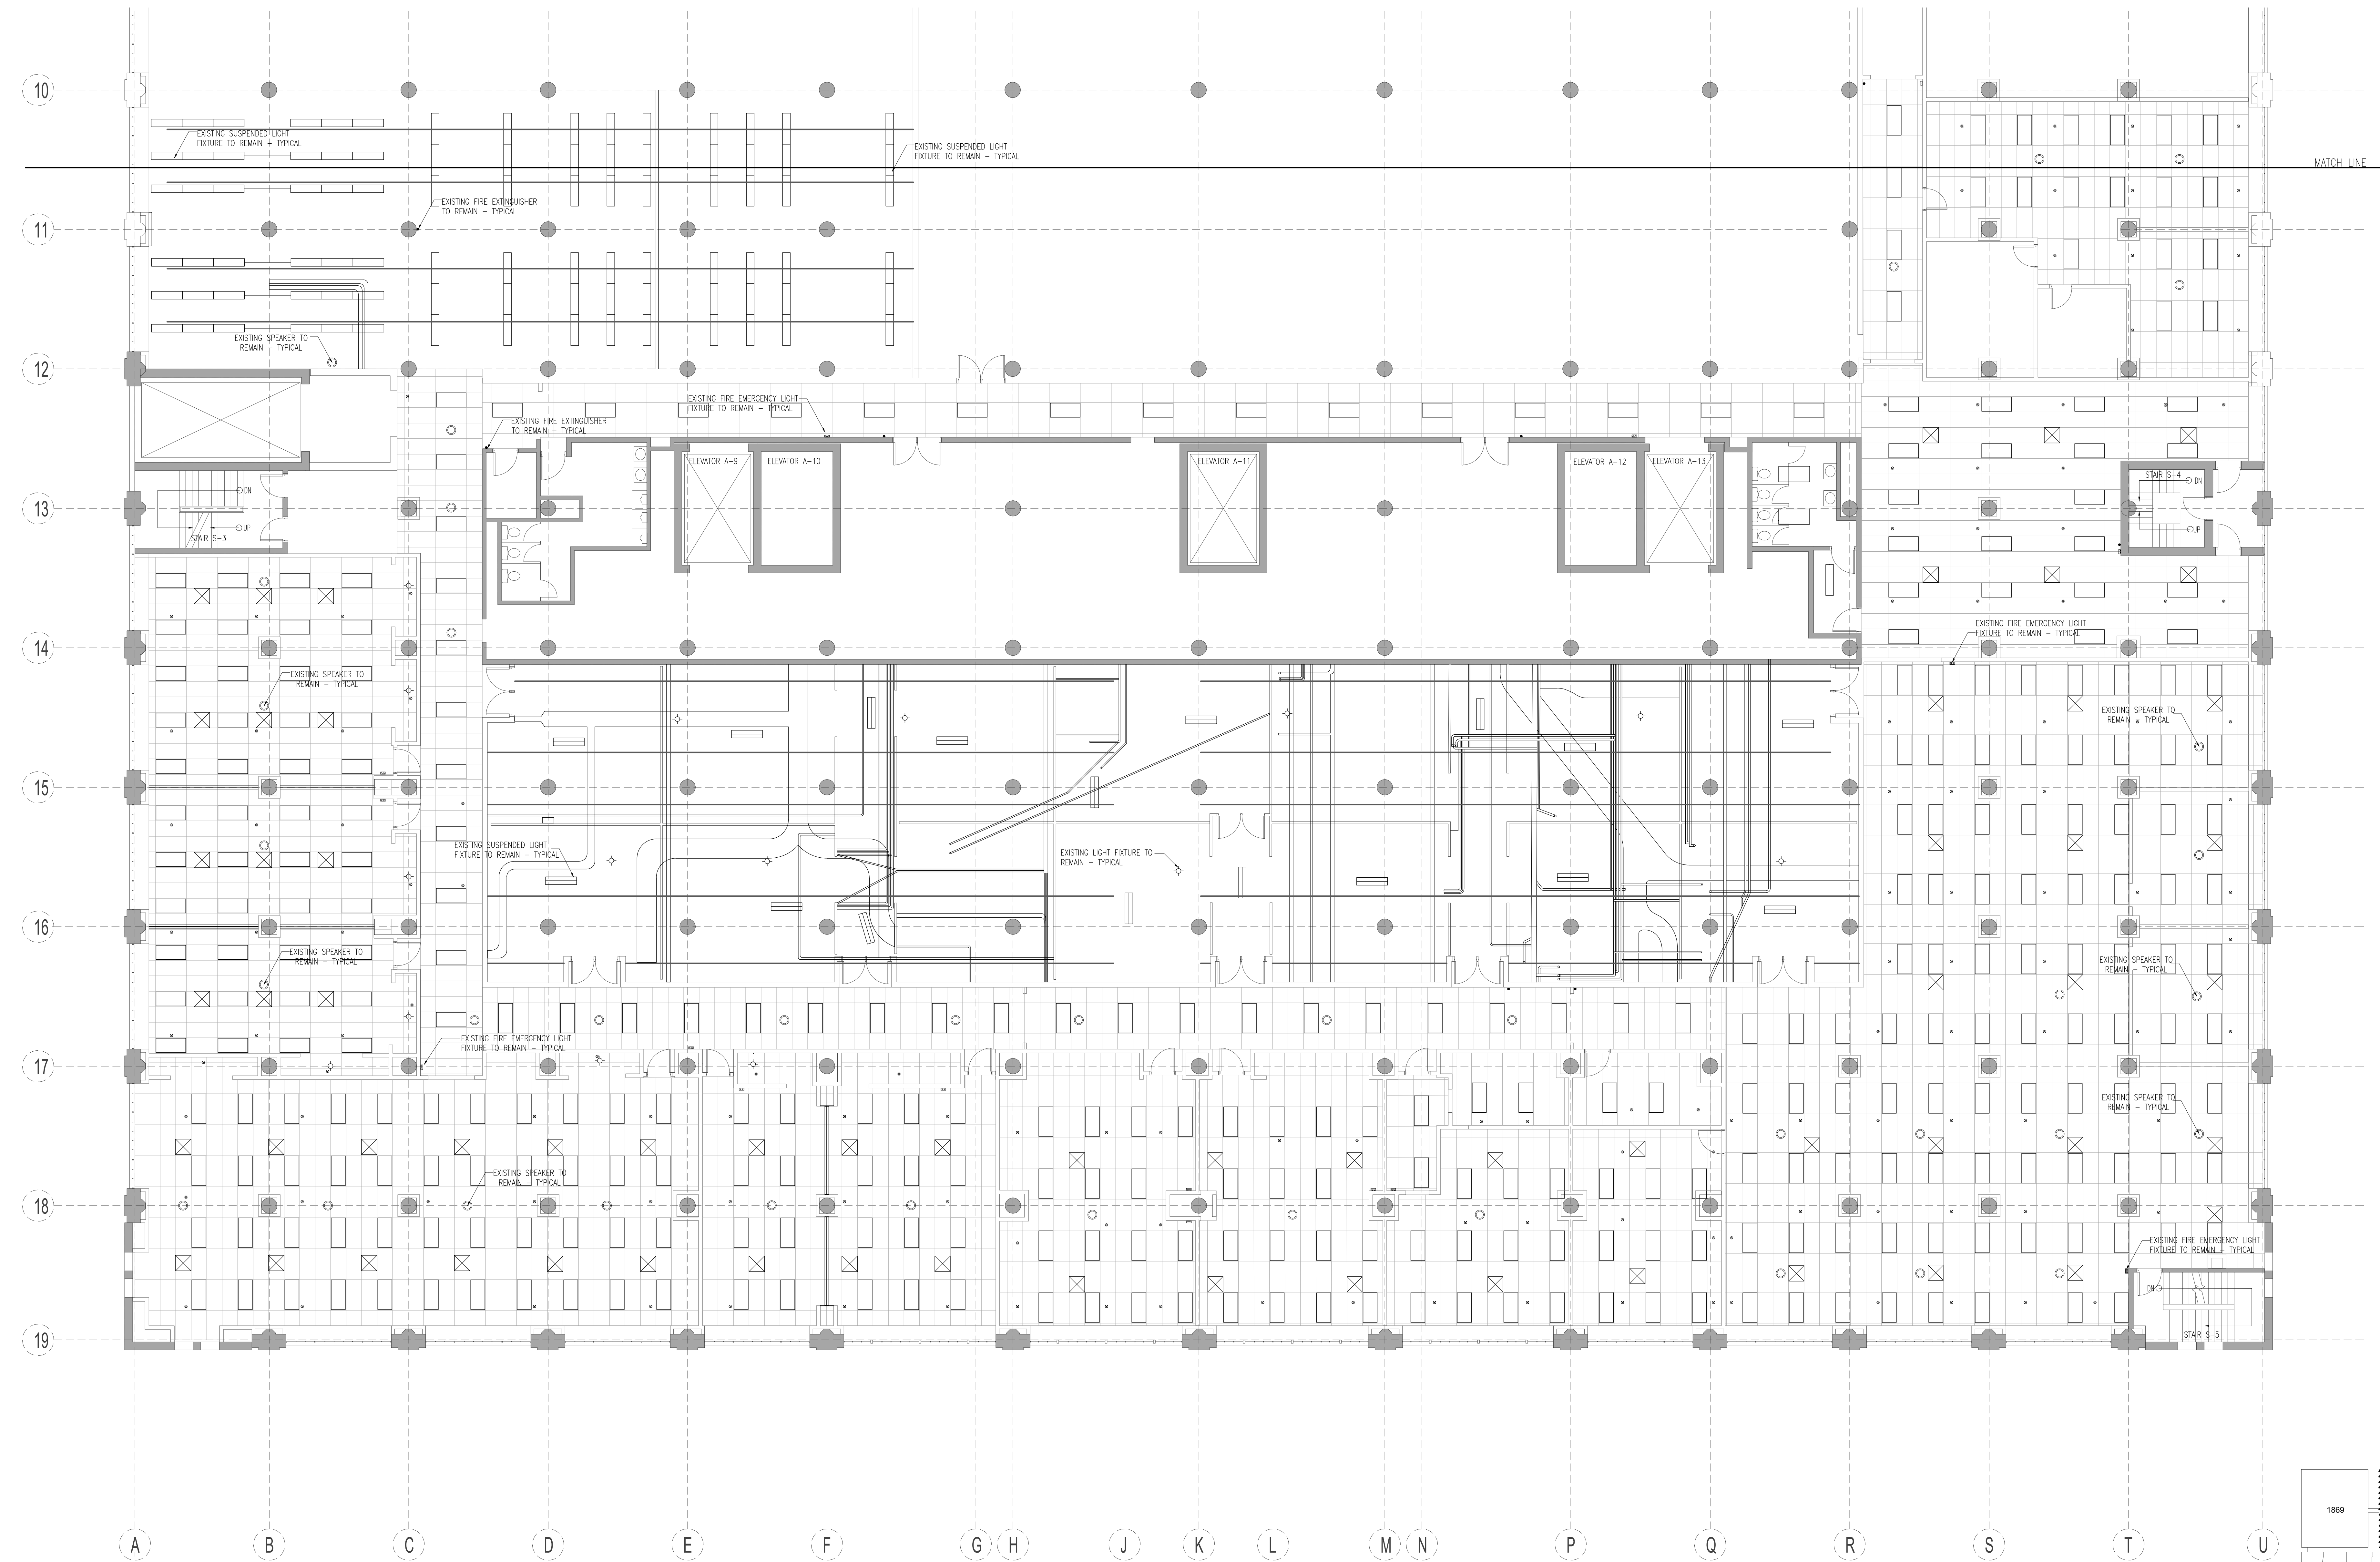 10
EXISTING SUSPENDED LIGHT
FIXTURE TO REMAIN - TYPICAL
EXISTING SUSPENDED LIGHT
FIXTURE TO REMAIN - TYPICAL
MATCH LINE
EXISTING FIRE EXTINGUISHER
TO REMAIN - TYPICAL
11
EXISTING SPEAKER TO
REMAIN - TYPICAL
12
EXISTING FIRE EMERGENCY LIGHT
FIXTURE TO REMAIN - TYPICAL
EXISTING FIRE EXTINGUISHER
TO REMAIN - TYPICAL
ELEVATOR A-9
ELEVATOR A-10
ELEVATOR A-11
ELEVATOR A-12
ELEVATOR A-13
STAIR S-4
DN
UP
13
DN
UP
STAIR S-3
14
EXISTING FIRE EMERGENCY LIGHT
FIXTURE TO REMAIN - TYPICAL
EXISTING SPEAKER TO
REMAIN - TYPICAL
EXISTING SPEAKER TO
REMAIN - TYPICAL
15
EXISTING SUSPENDED LIGHT
FIXTURE TO REMAIN - TYPICAL
EXISTING LIGHT FIXTURE TO
REMAIN - TYPICAL
16
EXISTING SPEAKER TO
REMAIN - TYPICAL
EXISTING SPEAKER TO
REMAIN - TYPICAL
EXISTING FIRE EMERGENCY LIGHT
FIXTURE TO REMAIN - TYPICAL
17
EXISTING SPEAKER TO
REMAIN - TYPICAL
EXISTING SPEAKER TO
REMAIN - TYPICAL
18
EXISTING FIRE EMERGENCY LIGHT
FIXTURE TO REMAIN - TYPICAL
DN
STAIR S-5
19
1869
A B C D E F G H J K L M N P Q R S T U